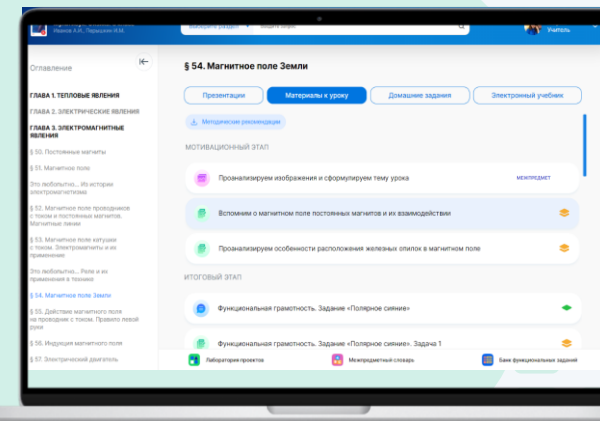 Иванов А.И., Пёрышкин И.М.
Выберите раздел
Учитель
Оглавление
ГЛАВА 1. ТЕПЛОВЫЕ ЯВЛЕНИЯ
ГЛАВА 2. ЭЛЕКТРИЧЕСКИЕ ЯВЛЕНИЯ
ГЛАВА 3. ЭЛЕКТРОМАГНИТНЫЕ
ЯВЛЕНИЯ
§ 50. Постоянные магниты
§ 51. Магнитное поле
Это любопытно... Из истории
электромагнетизма
§ 52. Магнитное поле проводников
с током и постоянных магнитов.
Магнитные линии
§ 53. Магнитное поле катушки
с током. Электромагниты и их
применение
Это любопытно... Реле и их
применения в технике
§ 54. Магнитное поле Земли
§ 55. Действие магнитного поля
на проводник с током. Правило левой
руки
§ 56. Индукция магнитного поля
§ 57. Электрический двигатель
§ 54. Магнитное поле Земли
Презентации
Материалы к уроку
Домашние задания
Электронный учебник
Методические рекомендации
МОТИВАЦИОННЫЙ ЭТАП
Проанализируем изображения и сформулируем тему урока
МЕЖПРЕДМЕТ
Вспомним о магнитном поле постоянных магнитов и их взаимодействии
Проанализируем особенности расположения железных опилок в магнитном поле
ИТОГОВЫЙ ЭТАП
Функциональная грамотность. Задание «Полярное сияние»
Функциональная грамотность. Задание «Полярное сияние». Задача 1
Лаборатория проектов
Межпредметный словарь
Банк функциональных заданий